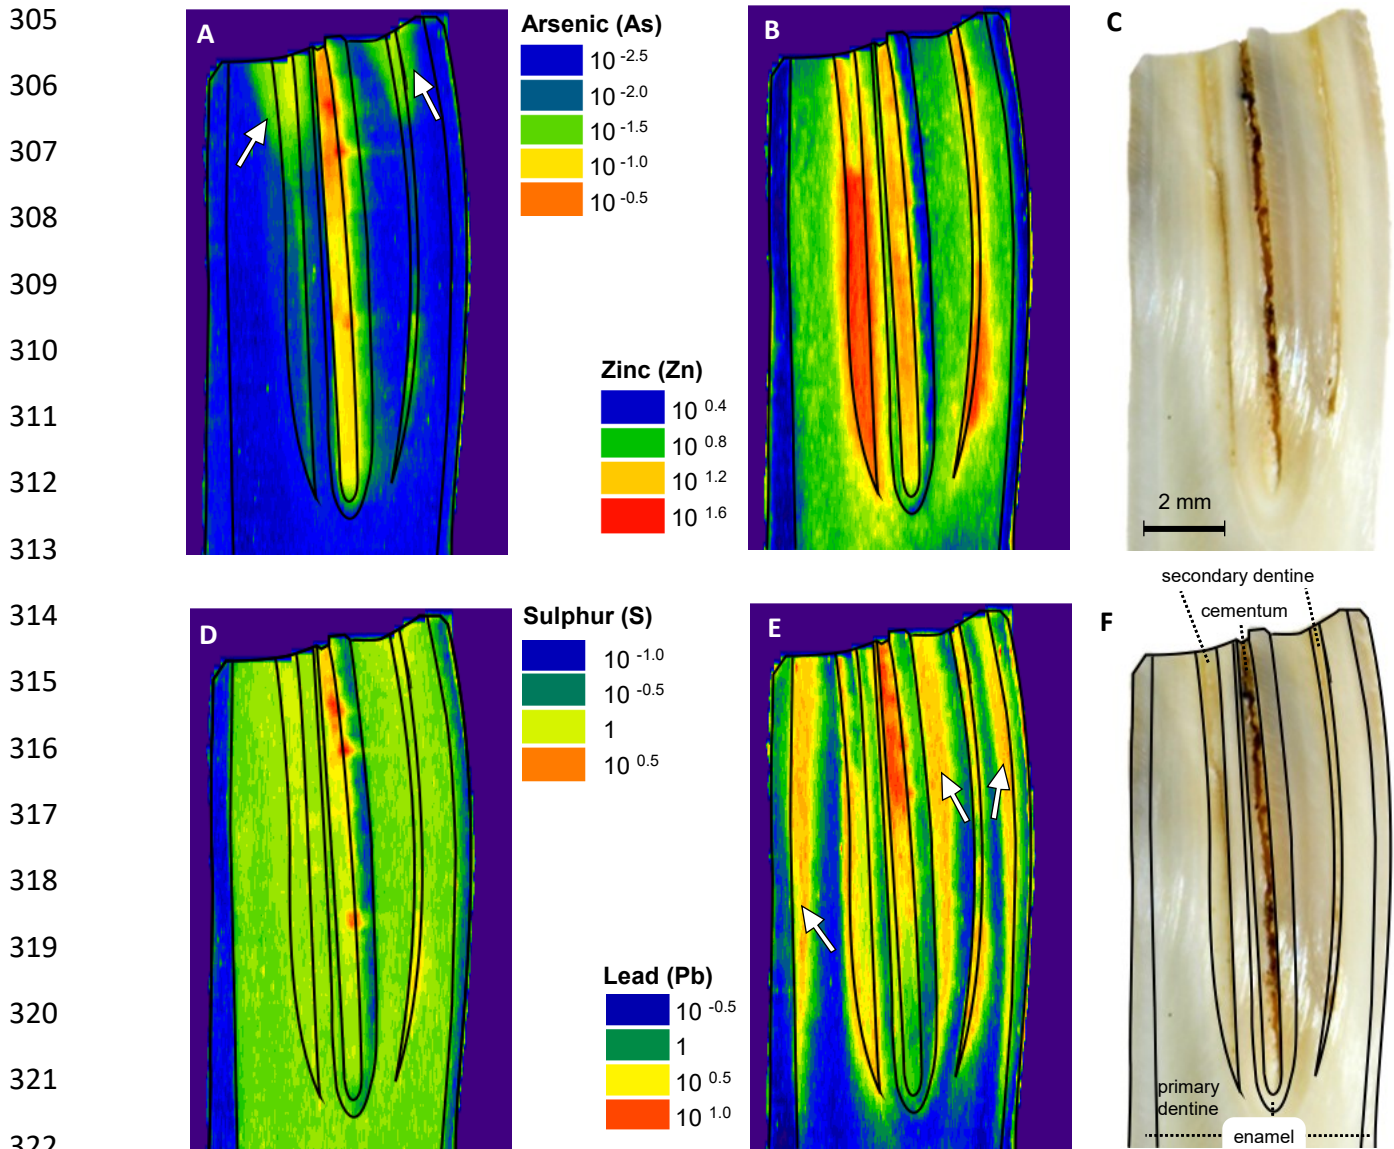 305
306
307
308
309
310
311
312
313
314
315
316
317
318
319
320
321
322
A
Arsenic (As)
10 -2.5
10 -2.0
10 -1.5
10 -1.0
10 -0.5
B
Zinc (Zn)
10 0.4
10 0.8
10 1.2
10 1.6
C
2 mm
D
Sulphur (S)
10 -1.0
10 -0.5
1
10 0.5
E
Lead (Pb)
10 -0.5
1
10 0.5
10 1.0
F
secondary dentine
cementum
primary
dentine
enamel